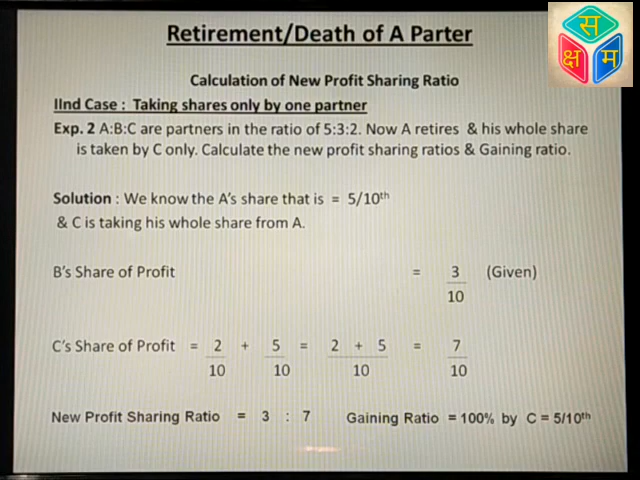 Retirement/Death of A Parter
स
क्ष
म
Calculation of New Profit Sharing Ratio
IInd Case : Taking shares only by one partner
Exp. 2 A:B:C are partners in the ratio of 5:3:2. Now A retires & his whole share
is taken by C only. Calculate the new profit sharing ratios & Gaining ratio.
Solution : We know the A's share that is = 5/10th
& C is taking his whole share from A.
B's Share of Profit = 3/10 (Given)
C's Share of Profit = 2/10 + 5/10 = 2 + 5/10 = 7/10
New Profit Sharing Ratio = 3 : 7 Gaining Ratio = 100% by C = 5/10th